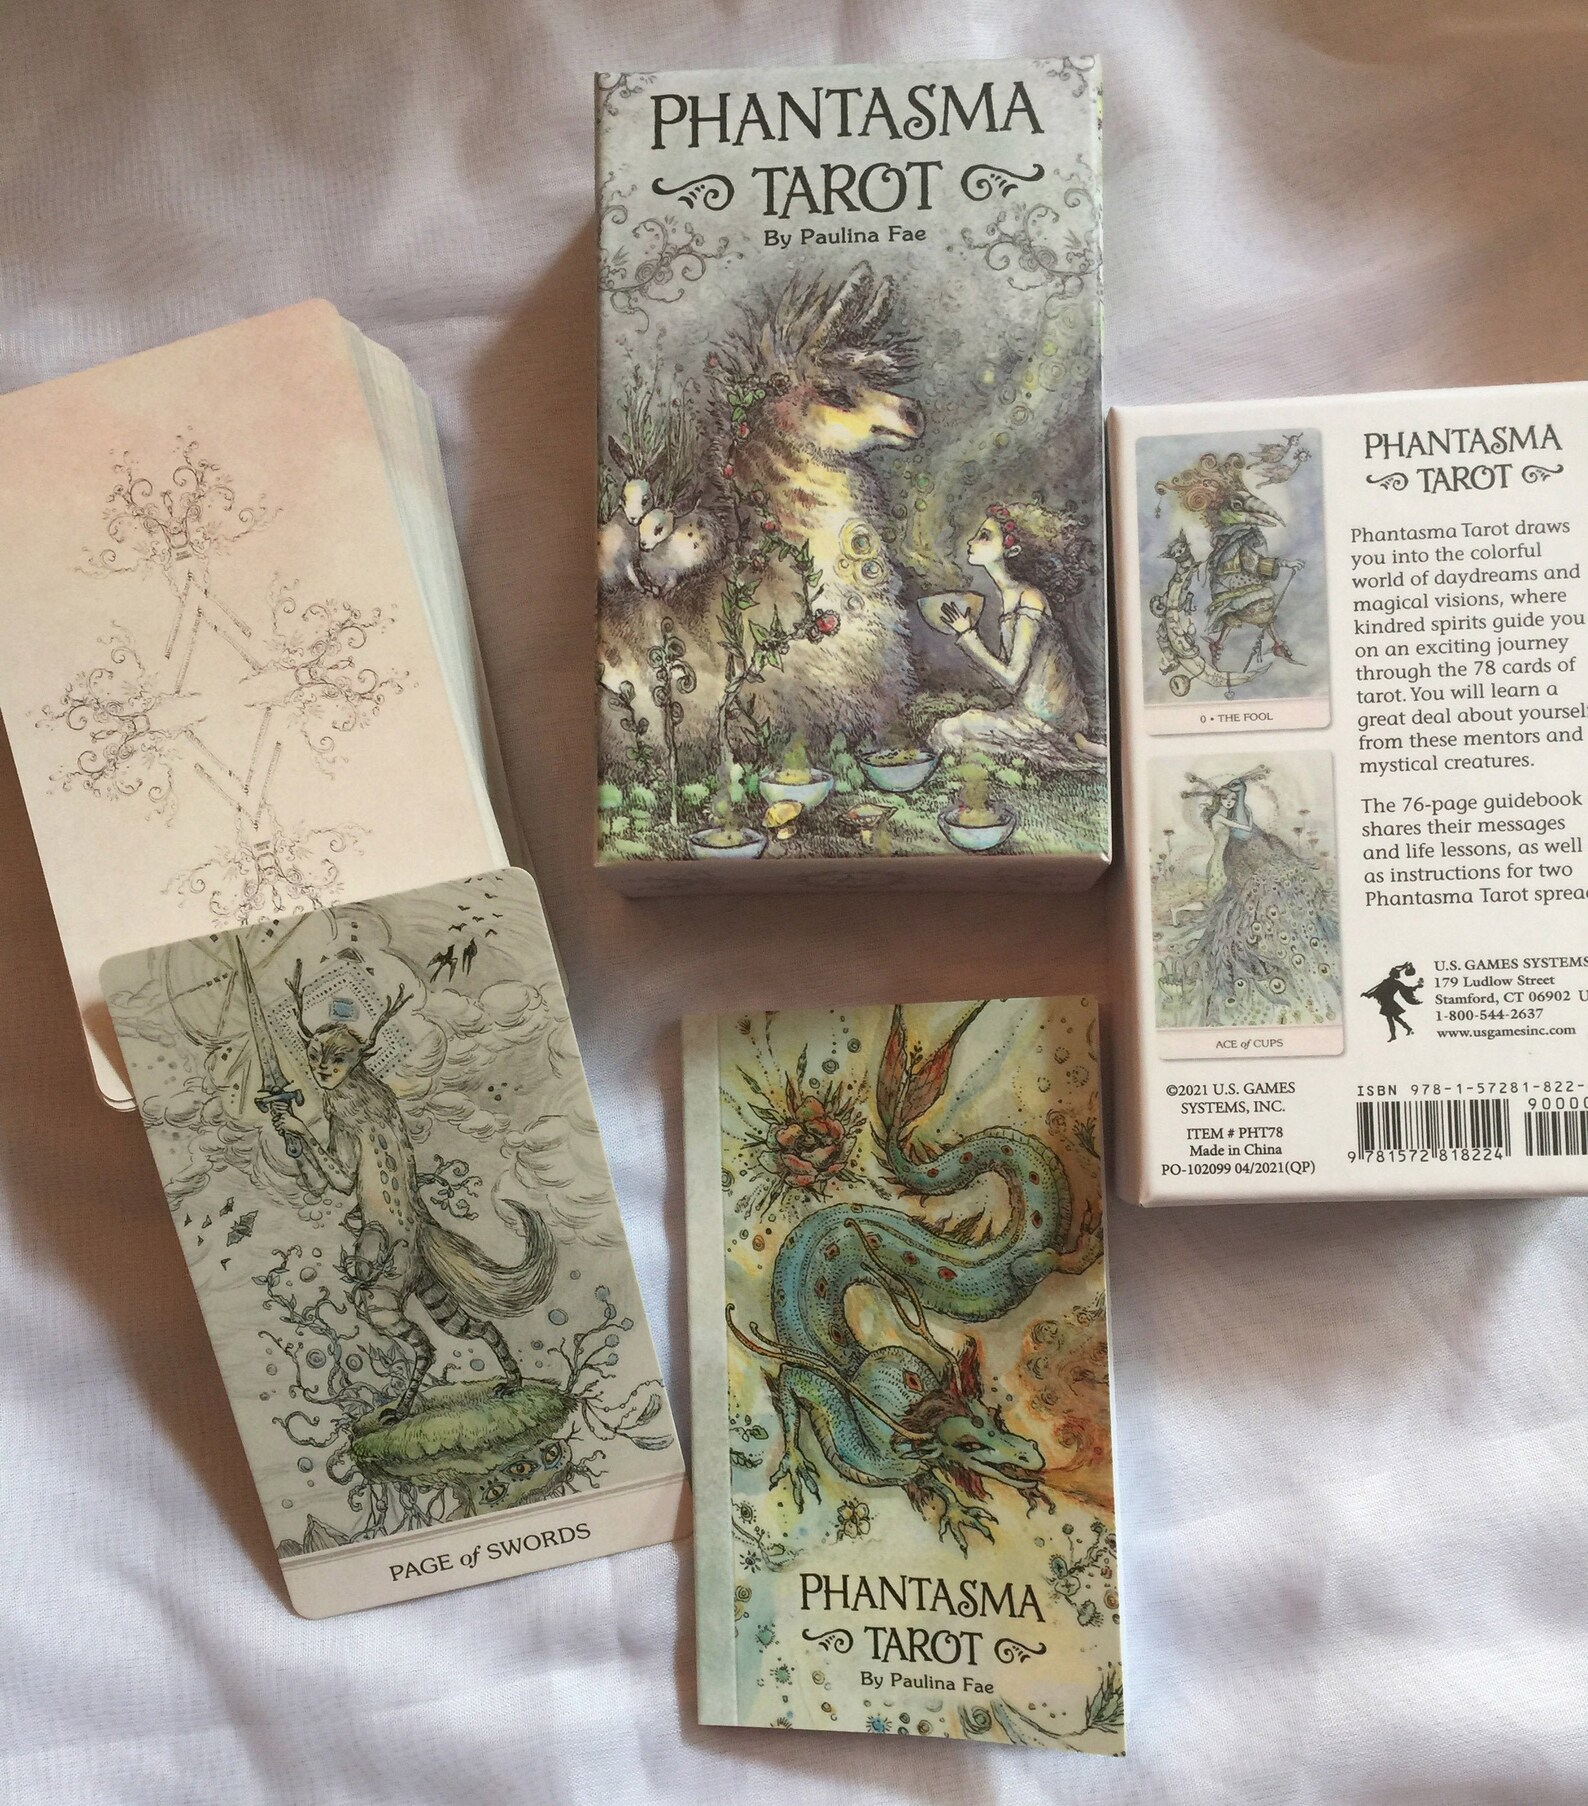 PHANTASMA
TAROT
By Paulina Fae
PHANTASMA
TAROT
Phantasma Tarot draws
you into the colorful
world of daydreams and
magical visions, where
kindred spirits guide you
on an exciting journey
through the 78 cards of
tarot. You will learn a
great deal about yourself
from these mentors and
mystical creatures.
The 76-page guidebook
shares their messages
and life lessons, as well
as instructions for two
Phantasma Tarot
0 • THE FOOL
ACE of CUPS
U.S. GAMES SYSTEMS
179 Ludlow Street
Stamford, CT 06902
1-800-544-2637
www.usgamesinc.com
©2021 U.S. GAMES
SYSTEMS, INC.
ITEM # PHT78
Made in China
PO-102099 04/2021(QP)
ISBN 978-1-57281-822-
9000
9 781572 818224
PAGE of SWORDS
PHANTASMA
TAROT
By Paulina Fae